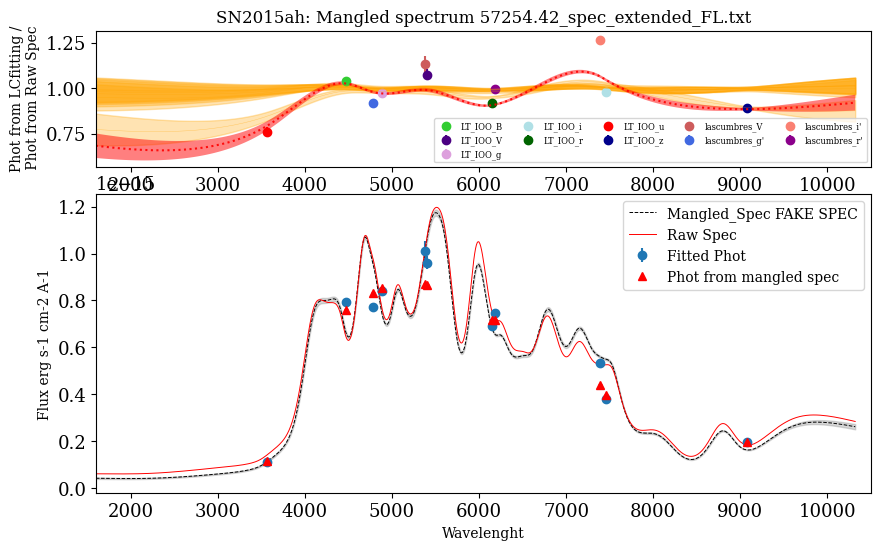 SN2015ah: Mangled spectrum 57254.42_spec_extended_FL.txt
Phot from LCfitting /
Phot from Raw Spec
1.25
1.00
0.75
LT_IOO_B
LT_IOO_V
LT_IOO_g
LT_IOO_i
LT_IOO_r
LT_IOO_u
LT_IOO_z
lascumbres_V
lascumbres_g'
lascumbres_i'
lascumbres_r'
2000 3000 4000 5000 6000 7000 8000 9000 10000
Flux erg s-1 cm-2 A-1
1.2
1.0
0.8
0.6
0.4
0.2
0.0
Mangled_Spec FAKE SPEC
Raw Spec
Fitted Phot
Phot from mangled spec
2000 3000 4000 5000 6000 7000 8000 9000 10000
Wavelenght